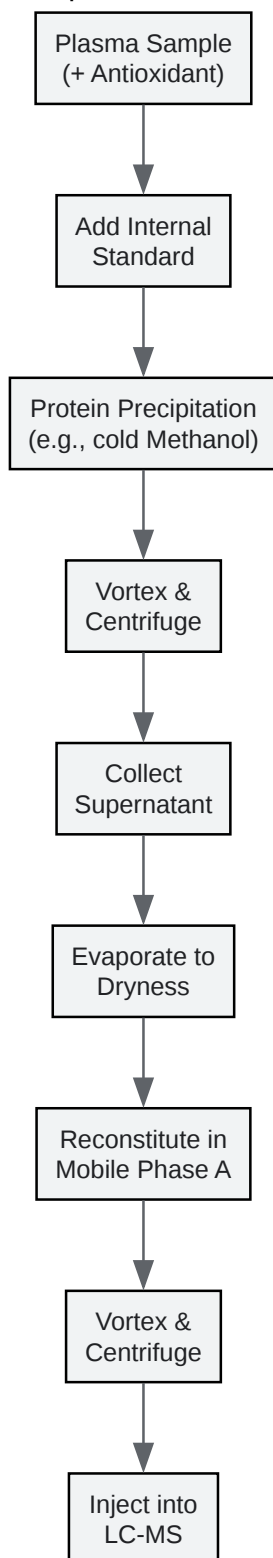 Plasma Sample
(+ Antioxidant)
Add Internal
Standard
Protein Precipitation
(e.g., cold Methanol)
Vortex &
Centrifuge
Collect
Supernatant
Evaporate to
Dryness
Reconstitute in
Mobile Phase A
Vortex &
Centrifuge
Inject into
LC-MS